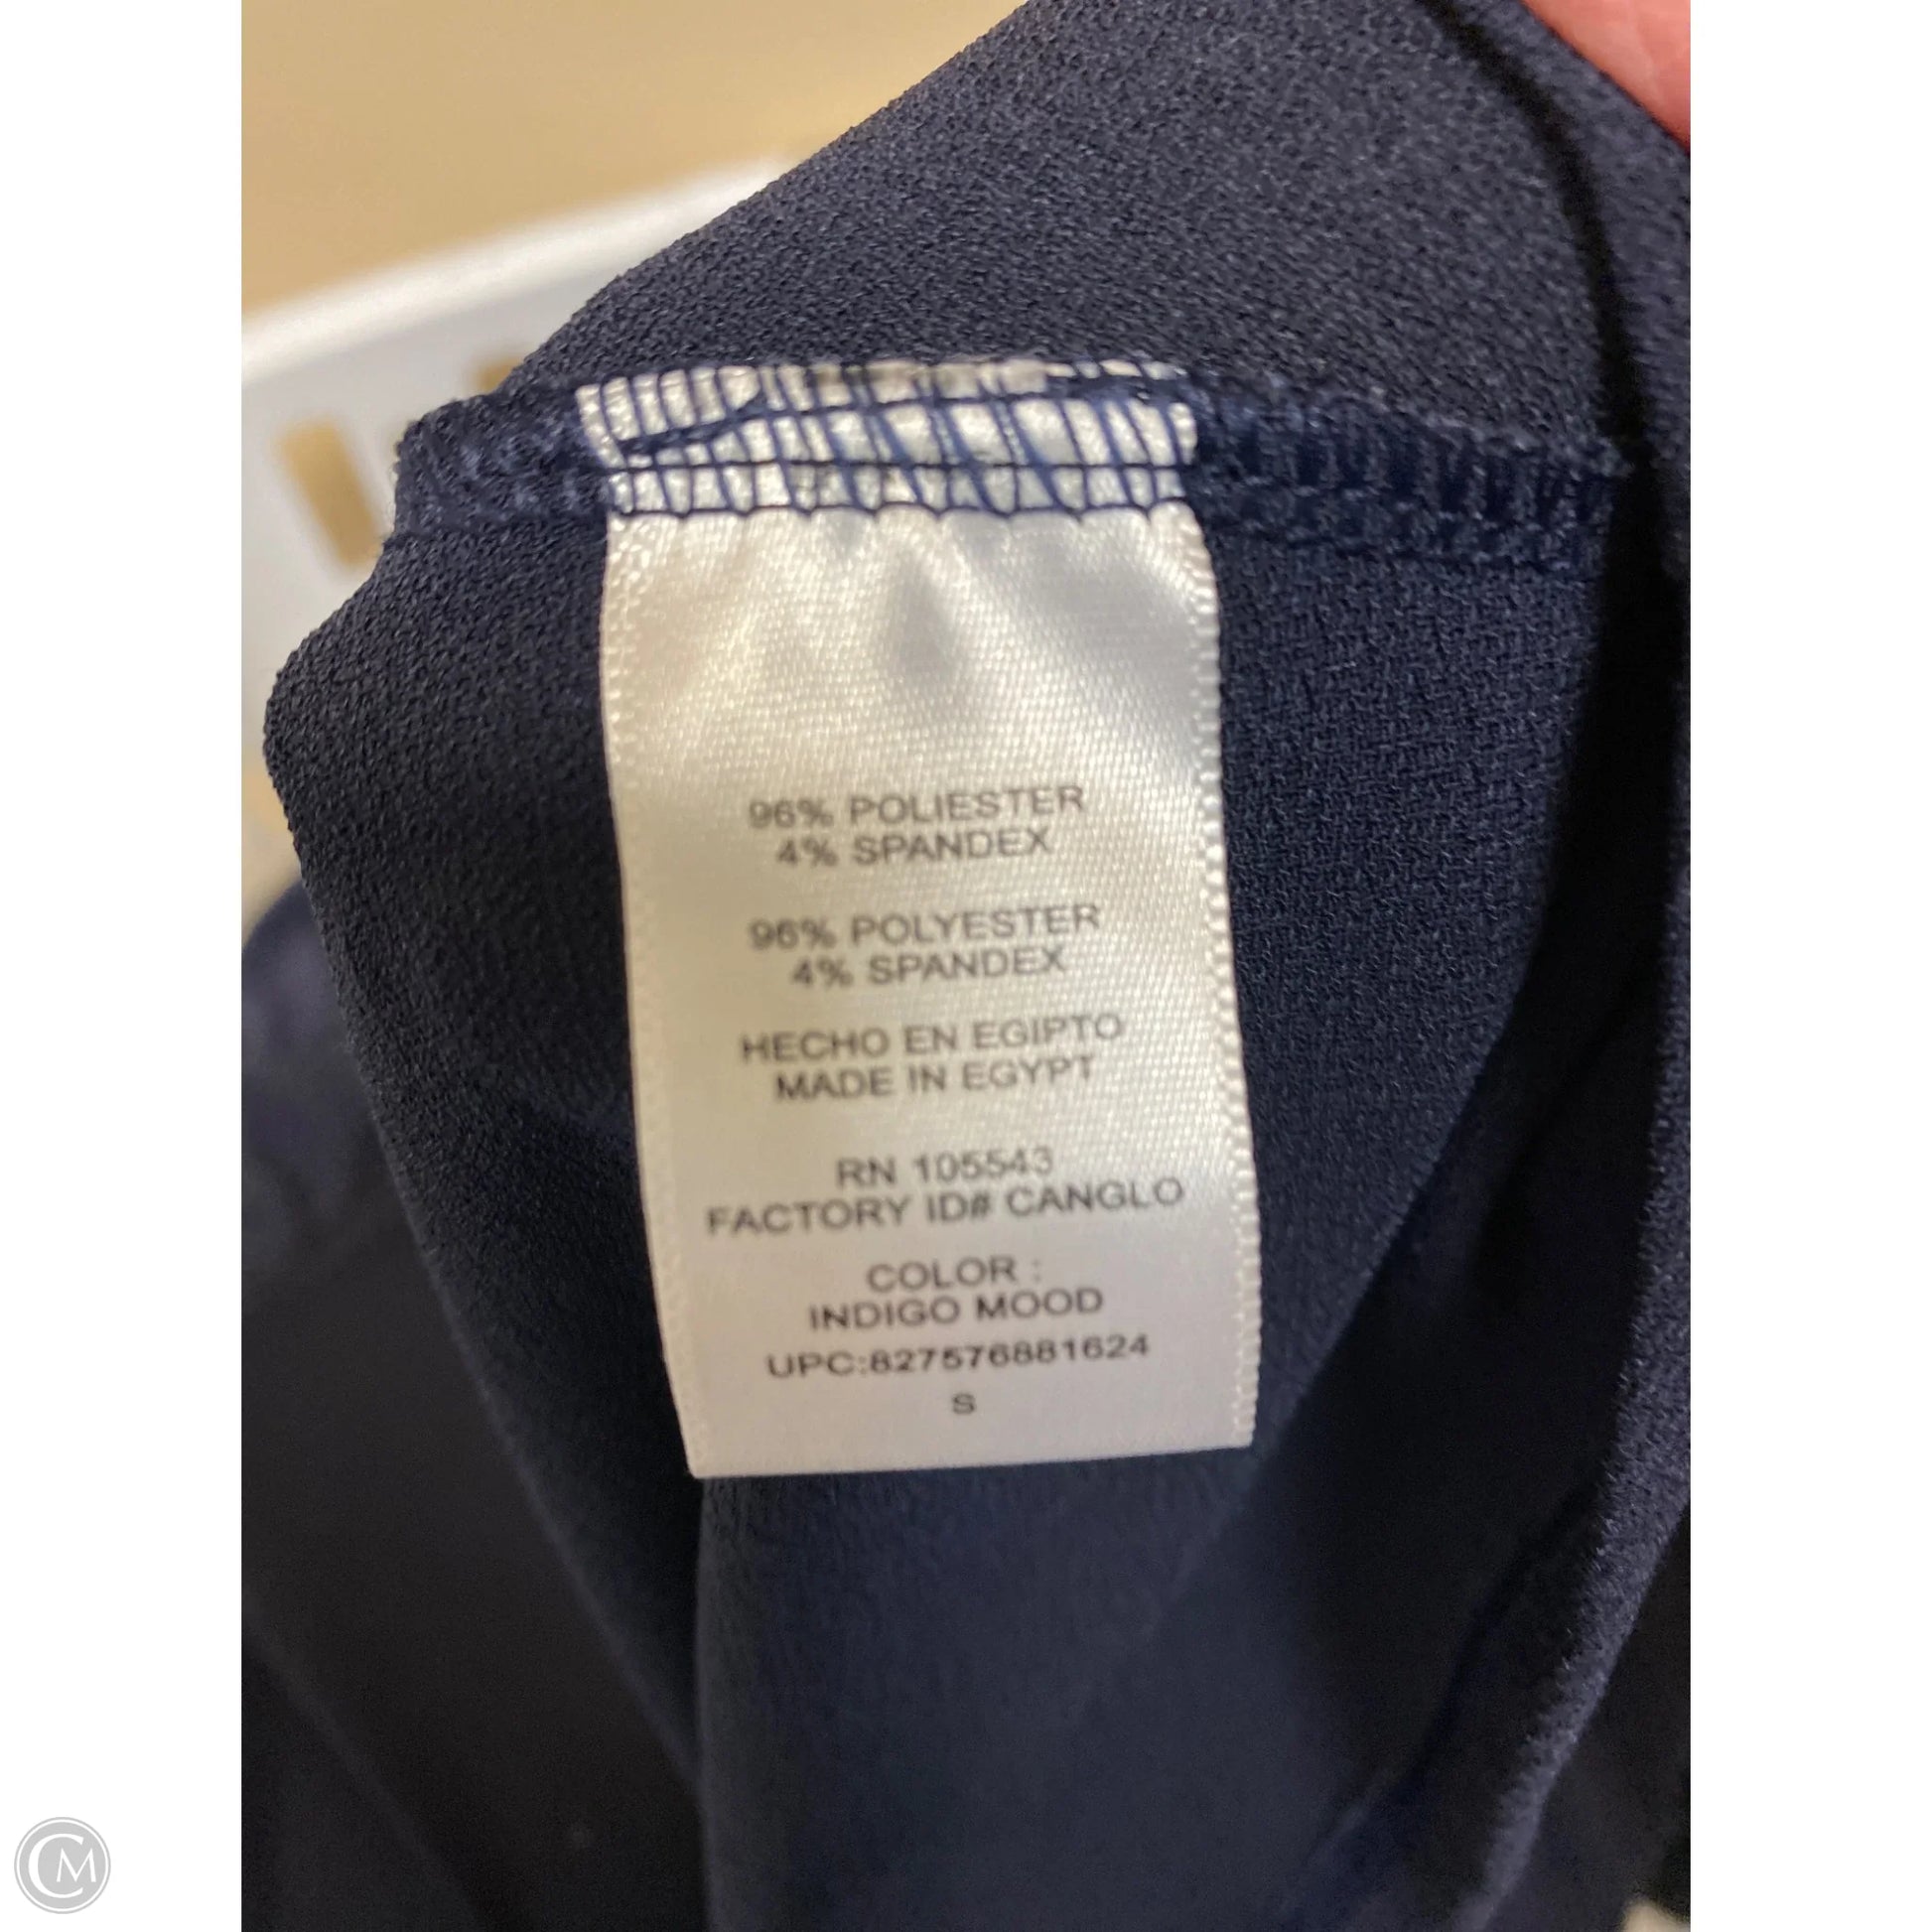 96% POLIESTER
4% SPANDEX
96% POLYESTER
4% SPANDEX
HECHO EN EGIPTO
MADE IN EGYPT
RN 105543
FACTORY ID# CANGLO
COLOR :
INDIGO MOOD
UPC:827576881624
S
CM